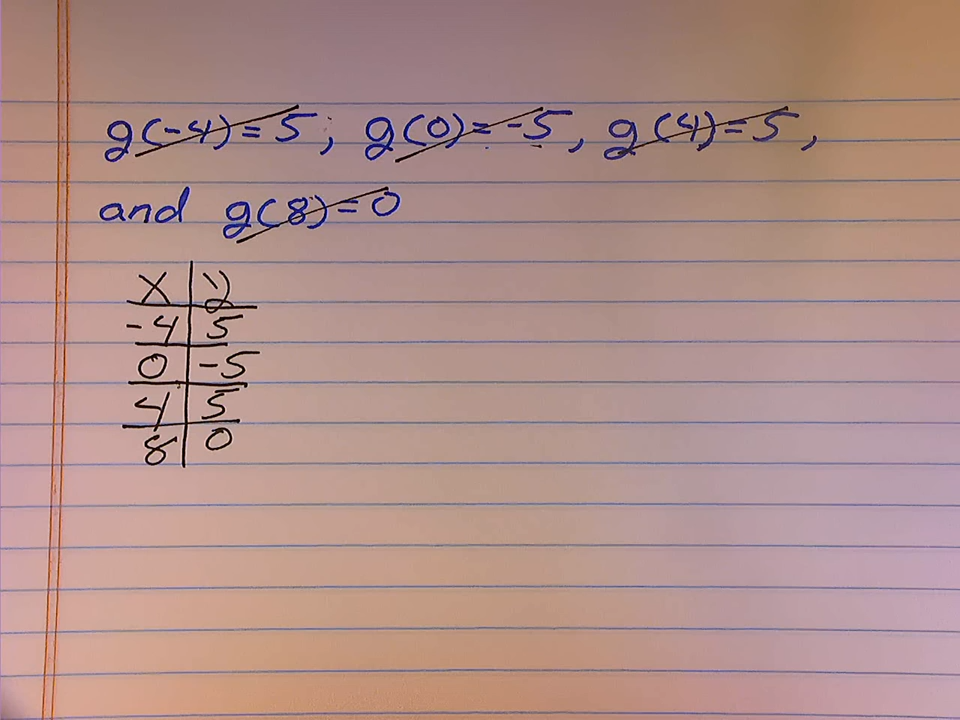 g(-4) = 5; g(0) = -5, g(4) = 5,
and g(8) = 0
x y
-4 5
0 -5
4 5
8 0